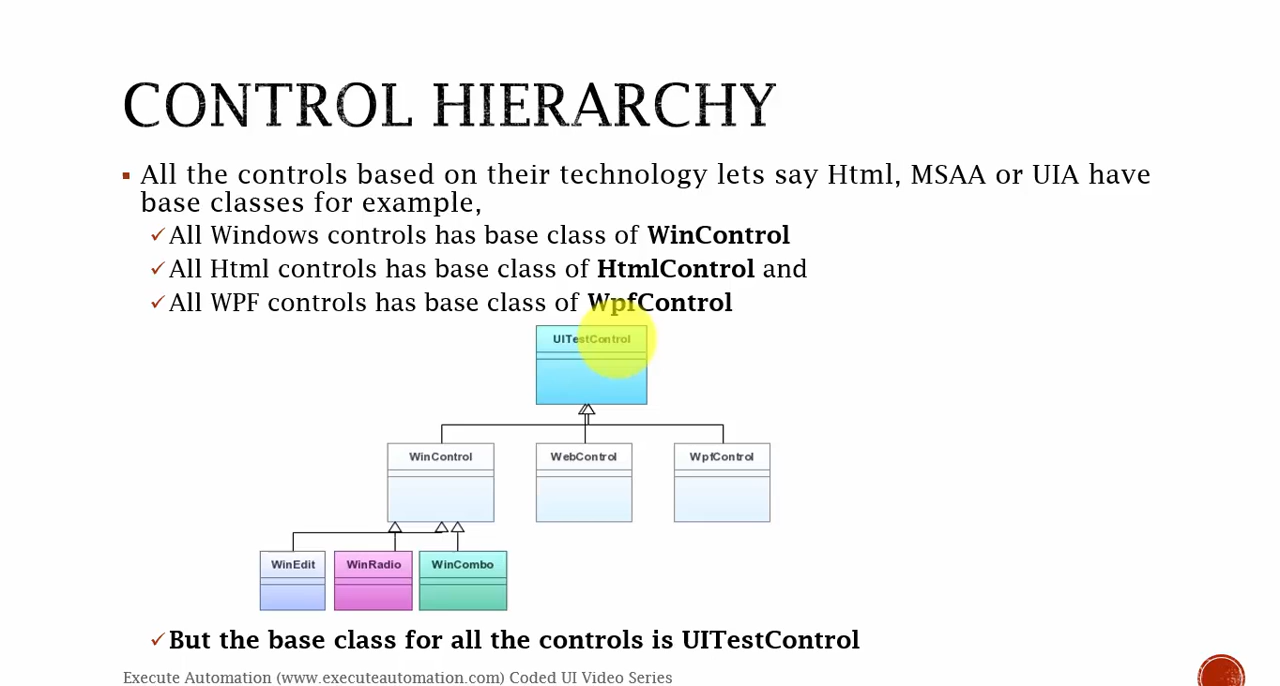 CONTROL HIERARCHY
▪ All the controls based on their technology lets say Html, MSAA or UIA have
base classes for example,
✓All Windows controls has base class of WinControl
✓All Html controls has base class of HtmlControl and
✓All WPF controls has base class of WpfControl
UITestControl
WinControl WebControl WpfControl
WinEdit WinRadio WinCombo
✓But the base class for all the controls is UITestControl
Execute Automation (www.executeautomation.com) Coded UI Video Series